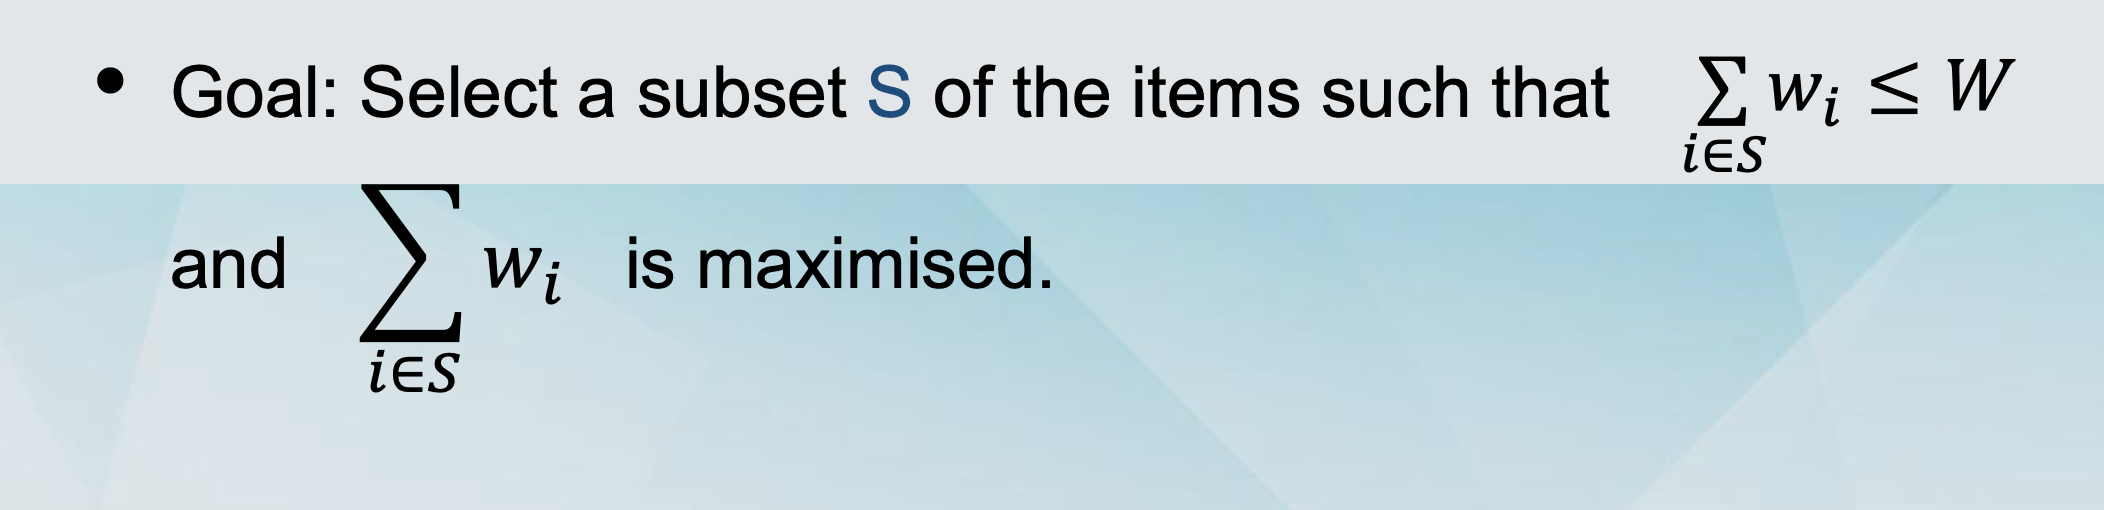 • Goal: Select a subset S of the items such that ∑_{i∈S} w_i ≤ W
and ∑_{i∈S} w_i is maximised.